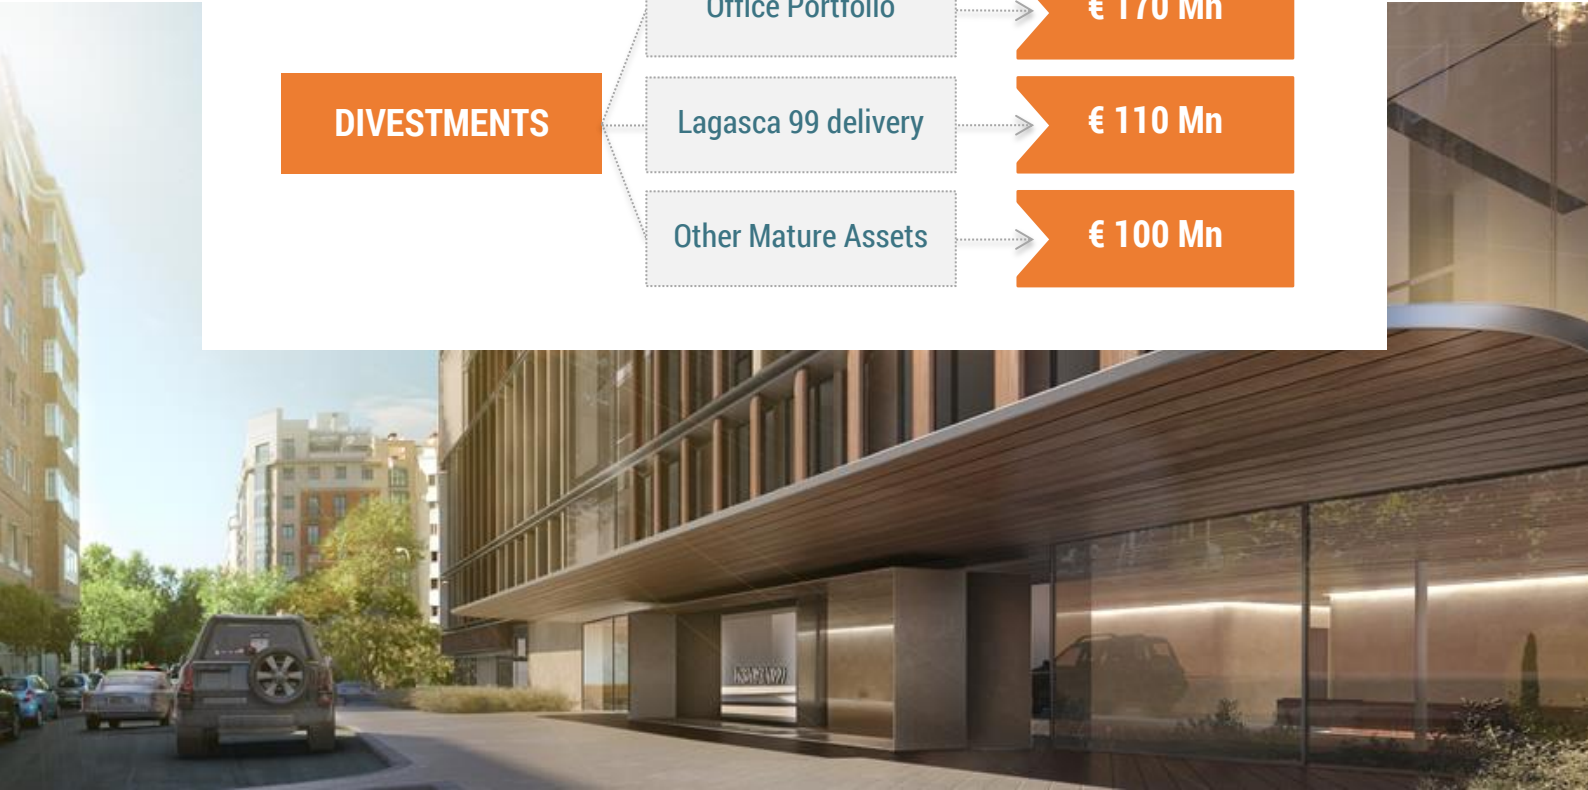 Office Portfolio
€ 170 Mn
DIVESTMENTS
Lagasca 99 delivery
€ 110 Mn
Other Mature Assets
€ 100 Mn